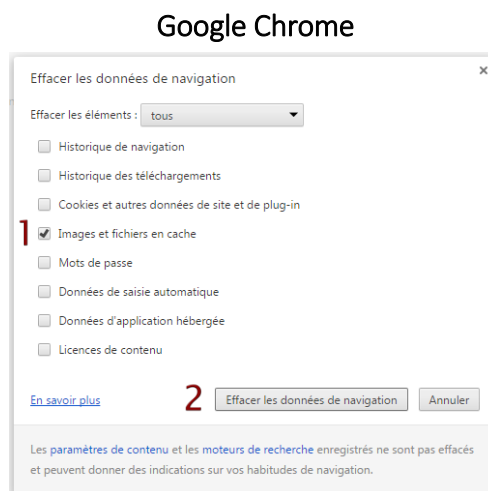 Google Chrome
Effacer les données de navigation
×
Effacer les éléments : tous
Historique de navigation
Historique des téléchargements
Cookies et autres données de site et de plug-in
1 Images et fichiers en cache
Mots de passe
Données de saisie automatique
Données d'application hébergée
Licences de contenu
En savoir plus 2 Effacer les données de navigation Annuler
Les paramètres de contenu et les moteurs de recherche enregistrés ne sont pas effacés
et peuvent donner des indications sur vos habitudes de navigation.